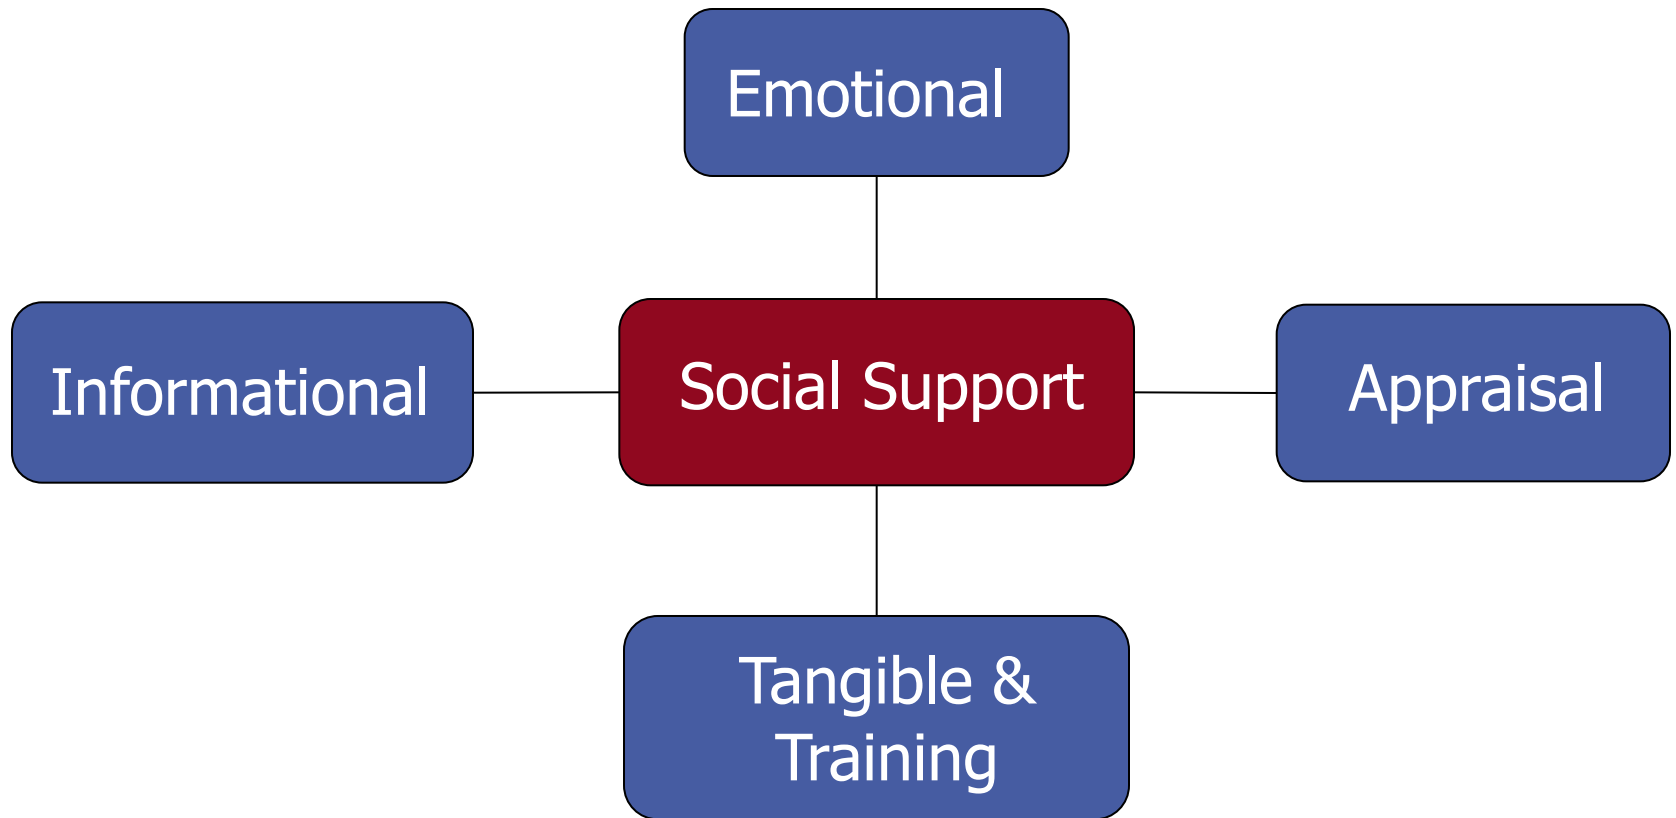 Emotional
Informational
Social Support
Appraisal
Tangible &
Training